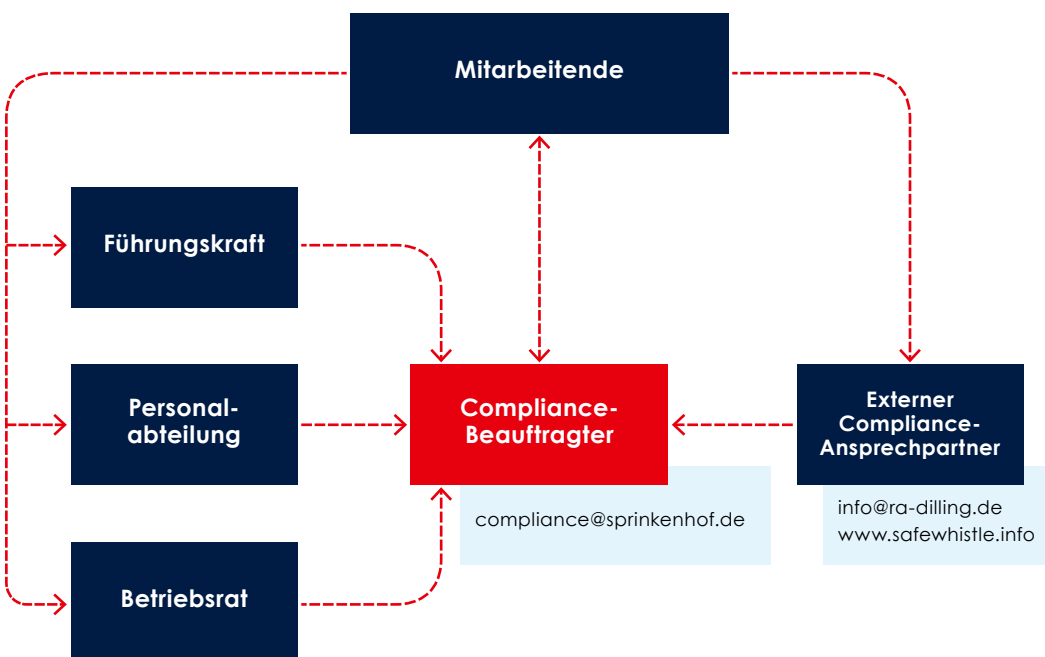 Mitarbeitende
Führungskraft
Personal-
abteilung
Betriebsrat
Compliance-
Beauftragter
compliance@sprinkenhof.de
Externer
Compliance-
Ansprechpartner
info@ra-dilling.de
www.safewhistle.info